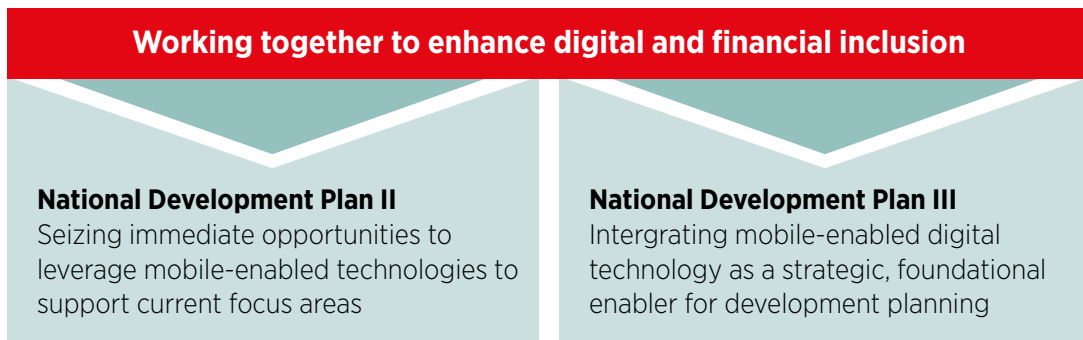 Working together to enhance digital and financial inclusion
National Development Plan II
Seizing immediate opportunities to
leverage mobile-enabled technologies to
support current focus areas
National Development Plan III
Intergrating mobile-enabled digital
technology as a strategic, foundational
enabler for development planning